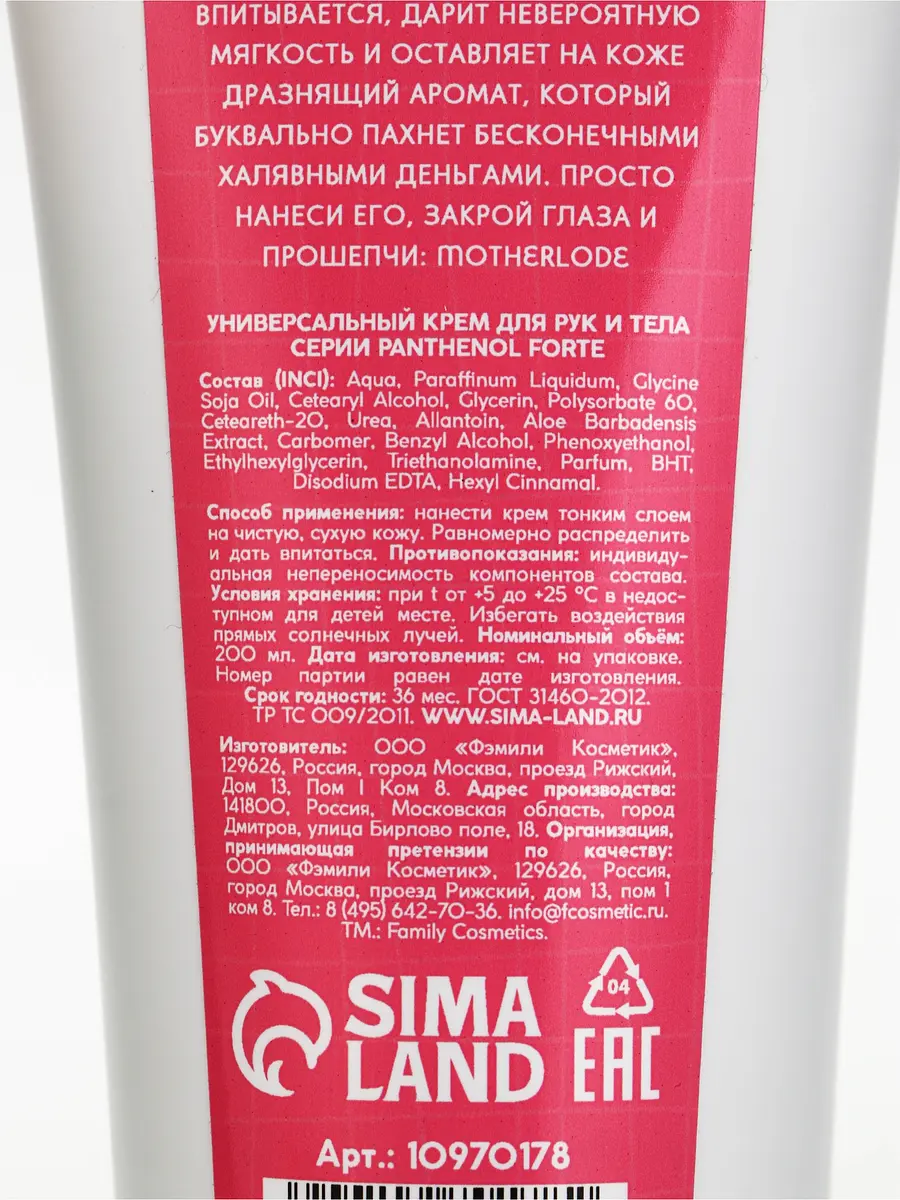 ВПИТЫВАЕТСЯ, ДАРИТ НЕВЕРОЯТНУЮ
МЯГКОСТЬ И ОСТАВЛЯЕТ НА КОЖЕ
ДРАЗНЯЩИЙ АРОМАТ, КОТОРЫЙ
БУКВАЛЬНО ПАХНЕТ БЕСКОНЕЧНЫМИ
ХАЛЯВНЫМИ ДЕНЬГАМИ. ПРОСТО
НАНЕСИ ЕГО, ЗАКРОЙ ГЛАЗА И
ПРОШЕПЧИ: MOTHERLODE
УНИВЕРСАЛЬНЫЙ КРЕМ ДЛЯ РУК И ТЕЛА
СЕРИИ PANTHENOL FORTE
Состав (INCI): Aqua, Paraffinum Liquidum, Glycine
Soja Oil, Cetearyl Alcohol, Glycerin, Polysorbate 60,
Ceteareth-20, Urea, Allantoin, Aloe Barbadensis
Extract, Carbomer, Benzyl Alcohol, Phenoxyethanol,
Ethylhexylglycerin, Triethanolamine, Parfum, BHT,
Disodium EDTA, Hexyl Cinnamal.
Способ применения: нанести крем тонким слоем
на чистую, сухую кожу. Равномерно распределить
и дать впитаться. Противопоказания: индивиду-
альная непереносимость компонентов состава.
Условия хранения: при t от +5 до +25 °С в недос-
тупном для детей месте. Избегать воздействия
прямых солнечных лучей. Номинальный объём:
200 мл. Дата изготовления: см. на упаковке.
Номер партии равен дате изготовления.
Срок годности: 36 мес. ГОСТ 31460-2012.
ТР ТС 009/2011. WWW.SIMA-LAND.RU
Изготовитель: ООО «Фэмили Косметик»,
129626, Россия, город Москва, проезд Рижский,
Дом 13, Пом I Ком 8. Адрес производства:
141800, Россия, Московская область, город
Дмитров, улица Бирлово поле, 18. Организация,
принимающая претензии по качеству:
ООО «Фэмили Косметик», 129626, Россия,
город Москва, проезд Рижский, дом 13, пом 1
ком 8. Тел.: 8 (495) 642-70-36. info@fcosmetic.ru.
ТМ.: Family Cosmetics.
SIMA
LAND
04
EAC
Арт.: 10970178